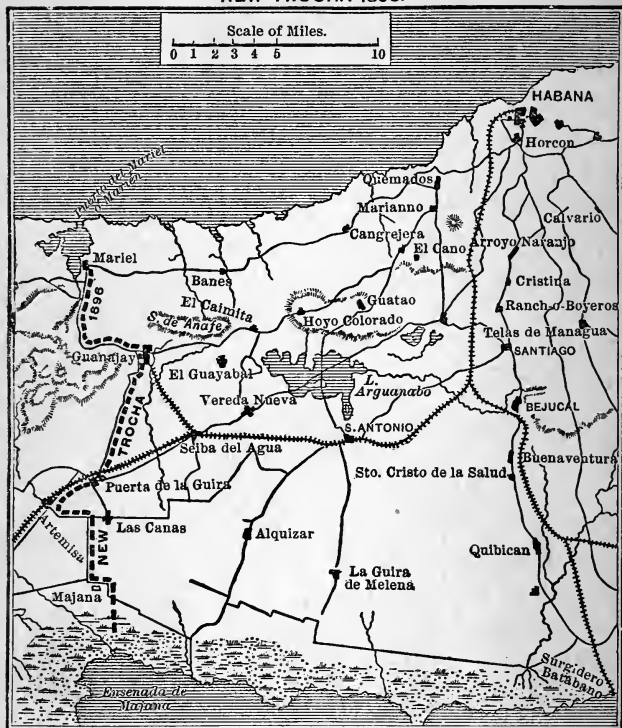 Scale of Miles.
0 1 2 3 4 5 10
HABANA
Horcon
Puerto del Mariel
Quemados
Marianno
Calvario
Cangrejera
El Cano
Arroyo Naranjo
Mariel
Banes
Cristina
1896
El Caimita
Guatao
Ranch-o-Boyeros
S. de Anafe
Hoyo Colorado
Telas de Managua
Guanajay
SANTIAGO
El Guayabal
L.
Arguanabo
Vereda Nueva
BEJUCAL
TROCHA
S. ANTONIO
Seiba del Agua
Buenaventura
Sto. Cristo de la Salud
Puerta de la Guira
Las Canas
Artemisa
NEW
Alquizar
Quibican
La Guira
de Melena
Majana
Surgidero
Batabano
Ensenada de
Majana